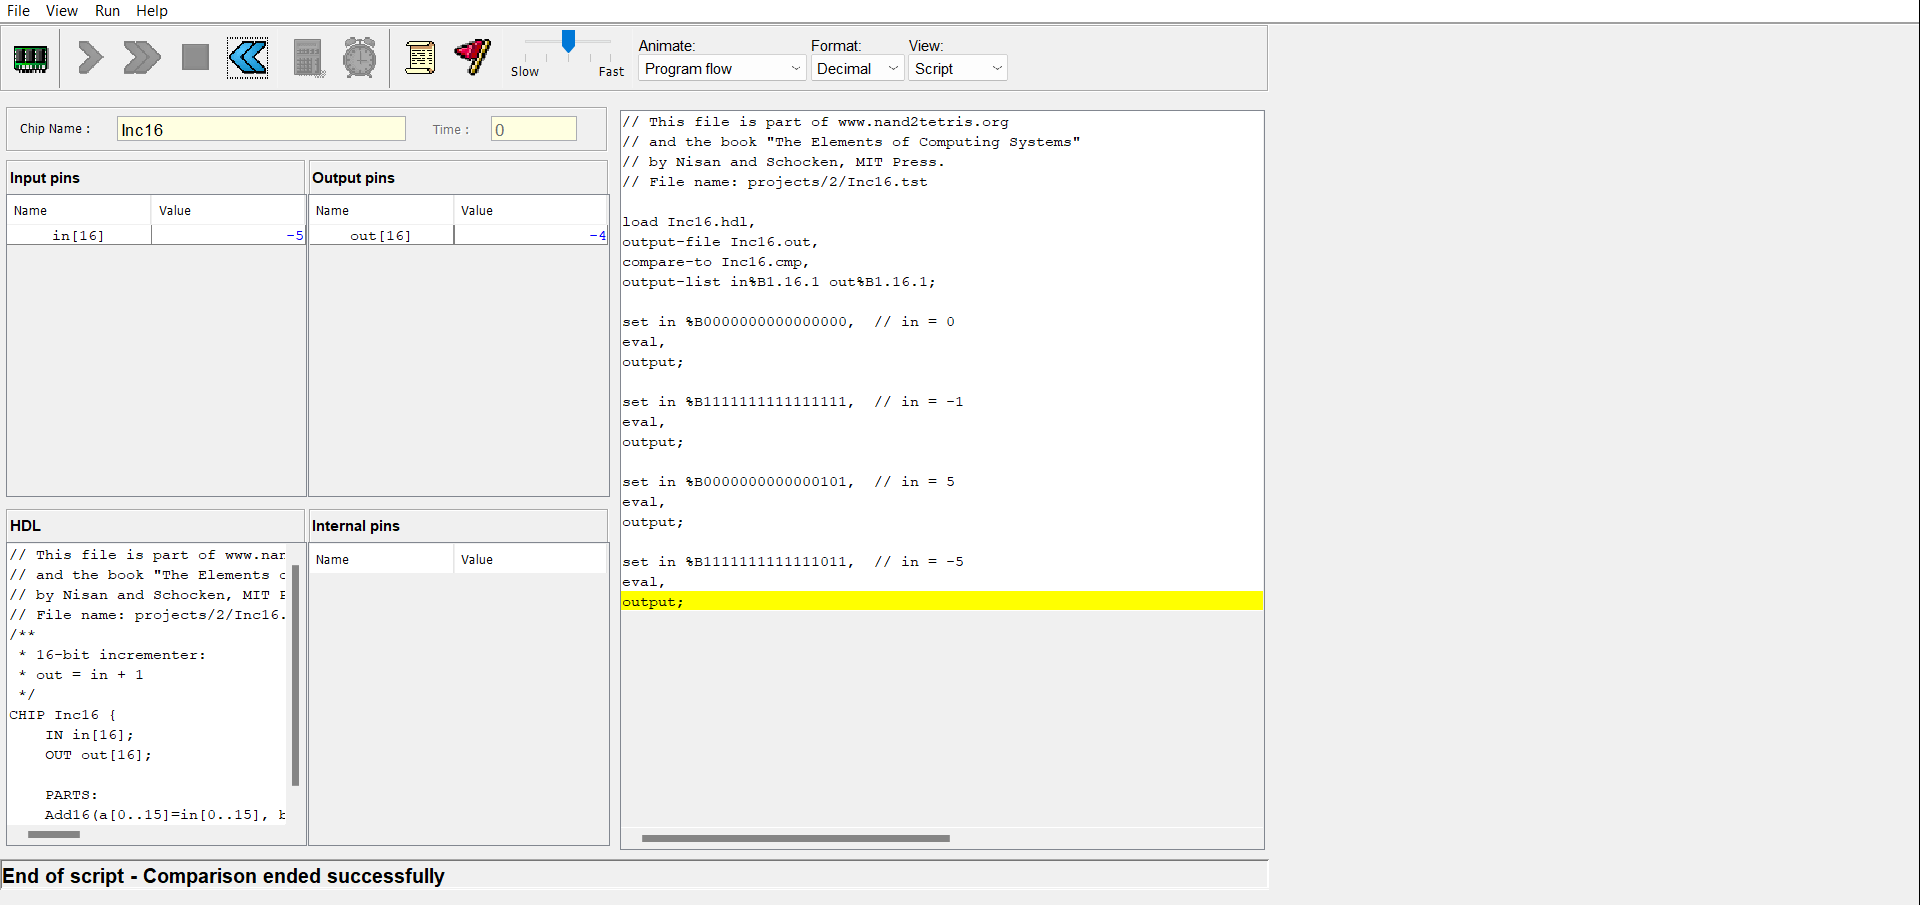 File View Run Help
Animate: Format: View:
Slow Fast Program flow Decimal Script
Chip Name : Inc16 Time : 0
Input pins Output pins
Name Value Name Value
in[16] -5 out[16] -4
HDL Internal pins
Name Value
// This file is part of www.nan
// and the book "The Elements c
// by Nisan and Schocken, MIT P
// File name: projects/2/Inc16.
/**
* 16-bit incrementer:
* out = in + 1
*/
CHIP Inc16 {
IN in[16];
OUT out[16];
PARTS:
Add16(a[0..15]=in[0..15], b
// This file is part of www.nand2tetris.org
// and the book "The Elements of Computing Systems"
// by Nisan and Schocken, MIT Press.
// File name: projects/2/Inc16.tst
load Inc16.hdl,
output-file Inc16.out,
compare-to Inc16.cmp,
output-list in%B1.16.1 out%B1.16.1;
set in %B0000000000000000, // in = 0
eval,
output;
set in %B1111111111111111, // in = -1
eval,
output;
set in %B0000000000000101, // in = 5
eval,
output;
set in %B1111111111111011, // in = -5
eval,
output;
End of script - Comparison ended successfully